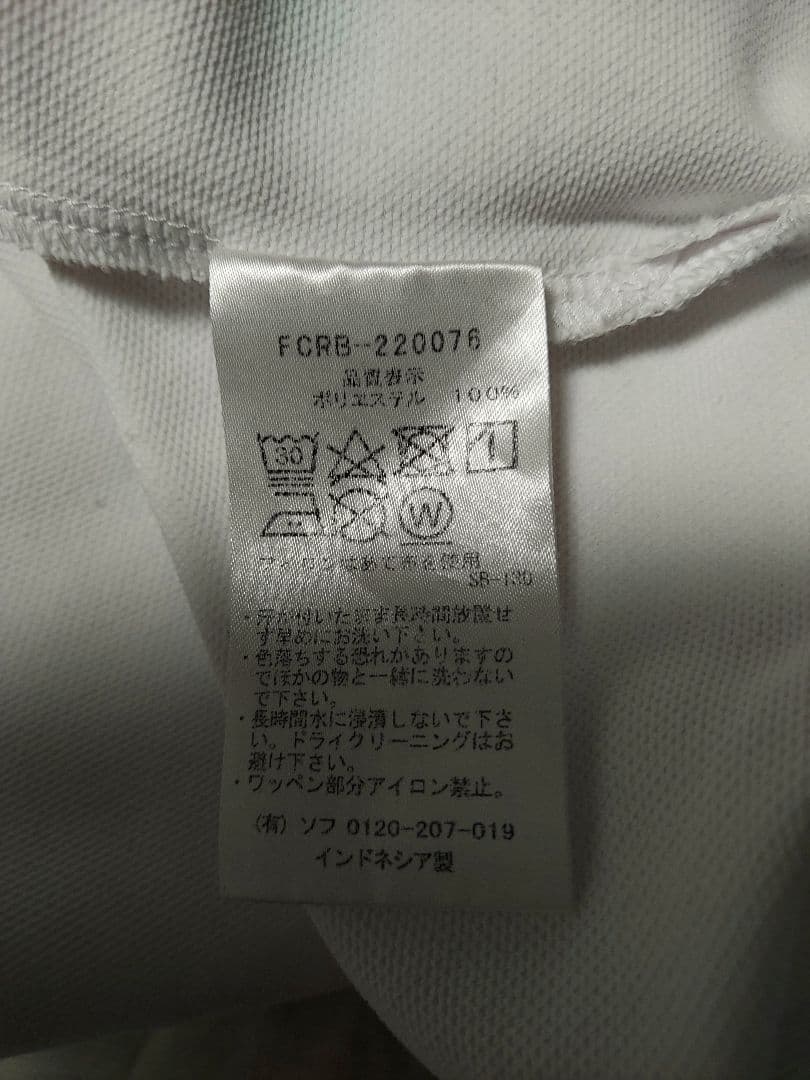 FCRB-220076
品質表示
ポリエステル 100%
30
W
アイロンはあて布を使用
SR-130
・汗が付いたまま長時間放置せ
ず早めにお洗い下さい。
・色落ちする恐れがありますの
でほかの物と一緒に洗わない
で下さい。
・長時間水に浸漬しないで下さ
い。ドライクリーニングはお
避け下さい。
・ワッペン部分アイロン禁止。
(有) ソフ 0120-207-019
インドネシア製